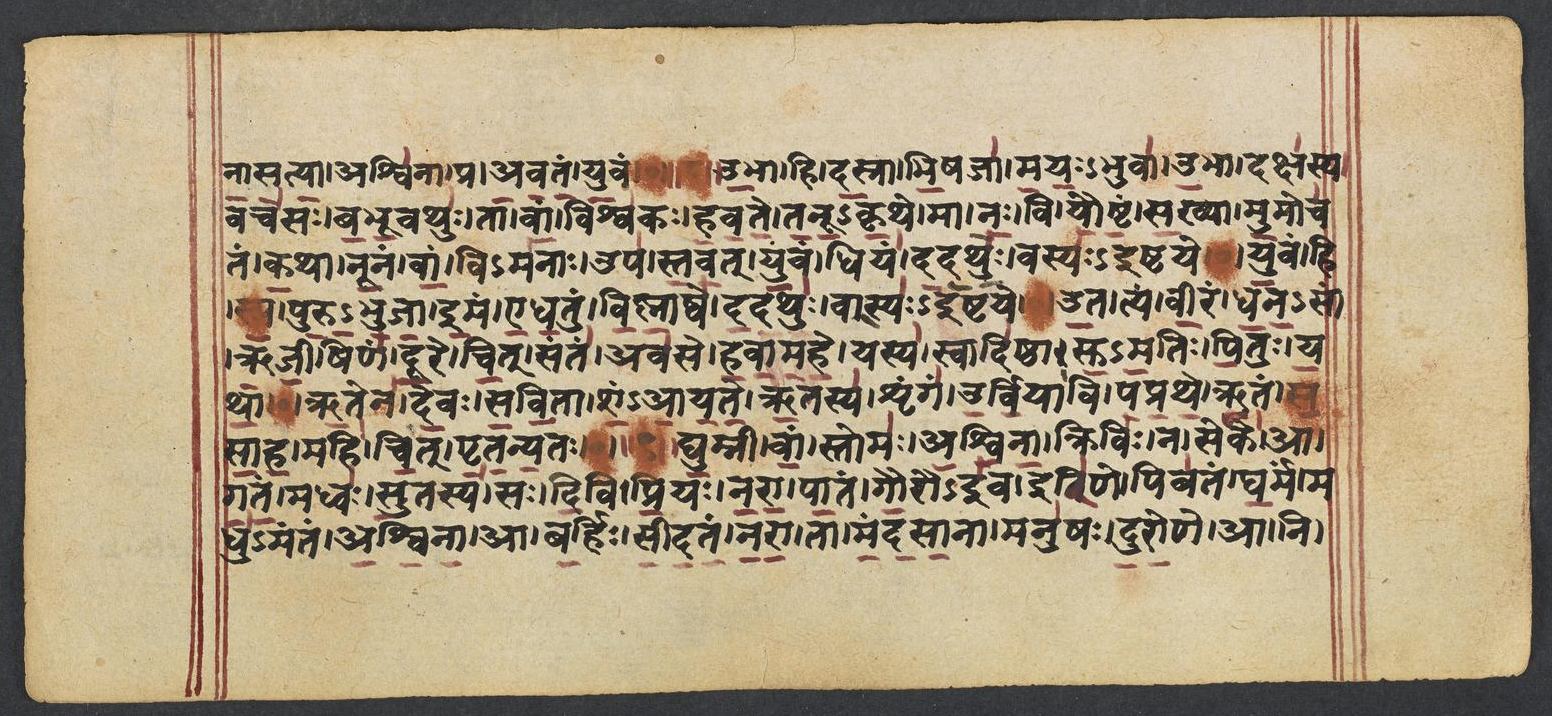 नासत्या।अश्विना।प्र।अवतं।युवं।उभा।हि।दस्रा।भिषजा।मयःऽभुवा।उभा।दक्षस्य
वचसः।बभूवथुः।ता।वां।विश्वकः।हवते।तनूऽकृथे।मा।नः।वि।यौष्टं।सख्या।मुमोच
तं।कथा।नूनं।वां।विऽमनाः।उप।स्तवत्।युवं।धियं।ददथुः।वस्यःऽइष्टये।युवं।हि
।स्म।पुरुऽभुजा।इमं।एधतुं।विष्णाप्वे।ददथुः।वास्यःऽइष्टये।उत।त्यं।वीरं।धनऽसां
।ऋजीषिणं।दूरे।चित्।संतं।अवसे।हवामहे।यस्य।स्वादिष्ठा।सुऽमतिः।पितुः।य
था।ऋतेन।देवः।सविता।शंऽआयते।ऋतस्य।शृंगं।उर्विया।वि।पप्रथे।ऋतं।स
साह।महि।चित्।पृतन्यतः।द्युम्नी।वां।स्तोमः।अश्विना।क्रिविः।न।सेके।आ।
गतं।मध्वः।सुतस्य।सः।दिवि।प्रियः।नरा।पातं।गौरौऽइव।इरिणे।पिबतं।घर्मं।म
धुऽमंतं।अश्विना।आ।बर्हिः।सीदतं।नरा।ता।मंदसाना।मनुषः।दुरोणे।आ।नि।